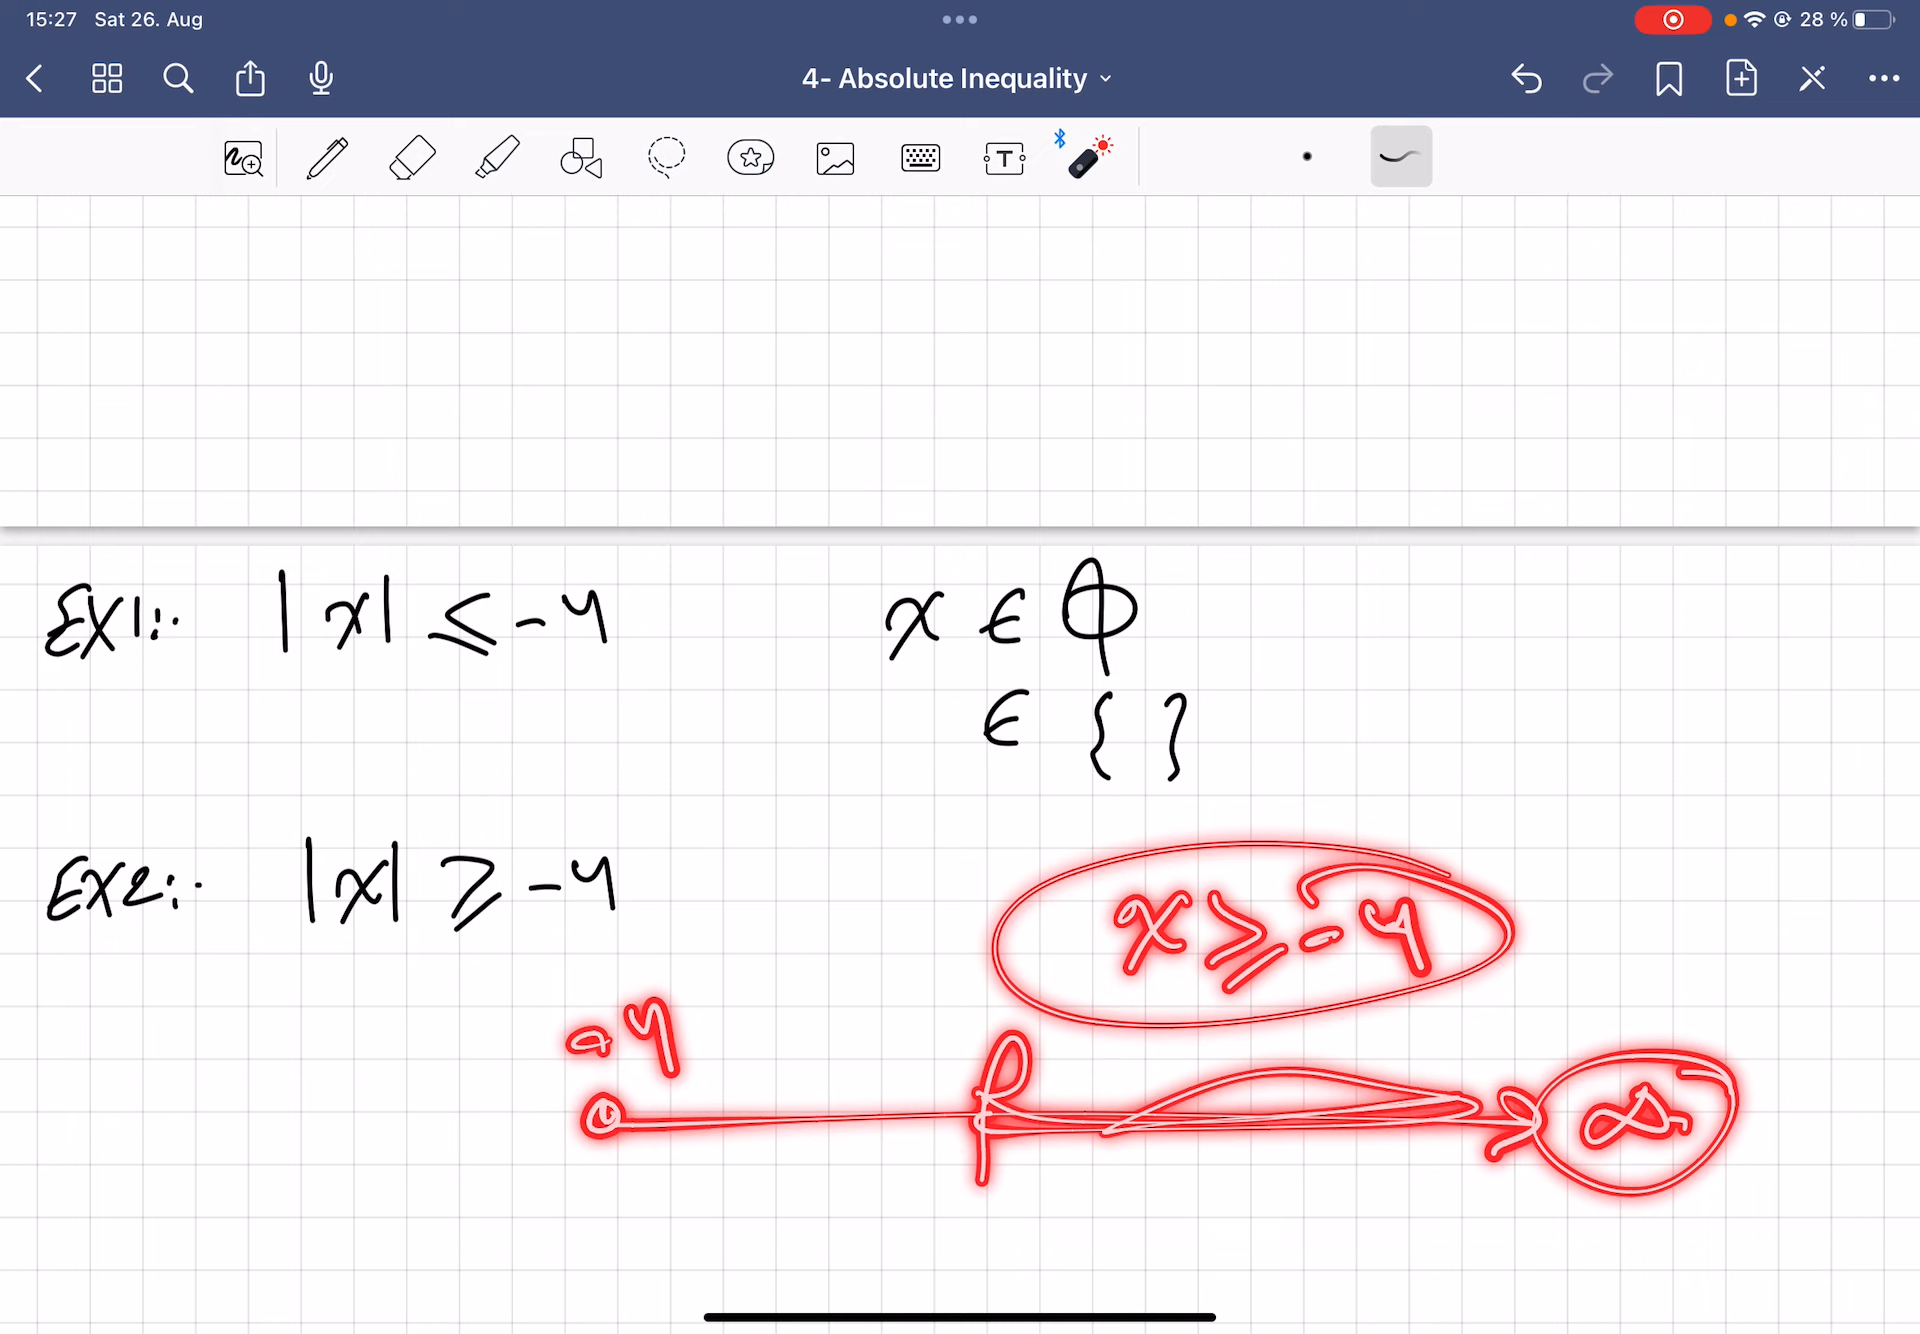 15:27 Sat 26. Aug
28 %
4- Absolute Inequality
T
EX1:. |x| ≤ -4 x ∈ Φ
∈ { }
EX2:. |x| ≥ -4 x ≥ -4
-4
∞